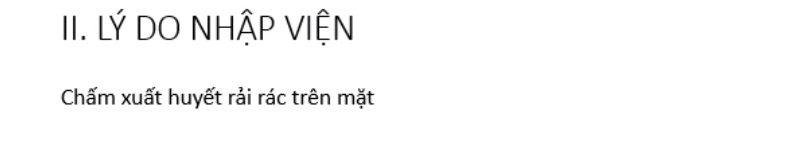 II. LÝ DO NHẬP VIỆN
Chấm xuất huyết rải rác trên mặt